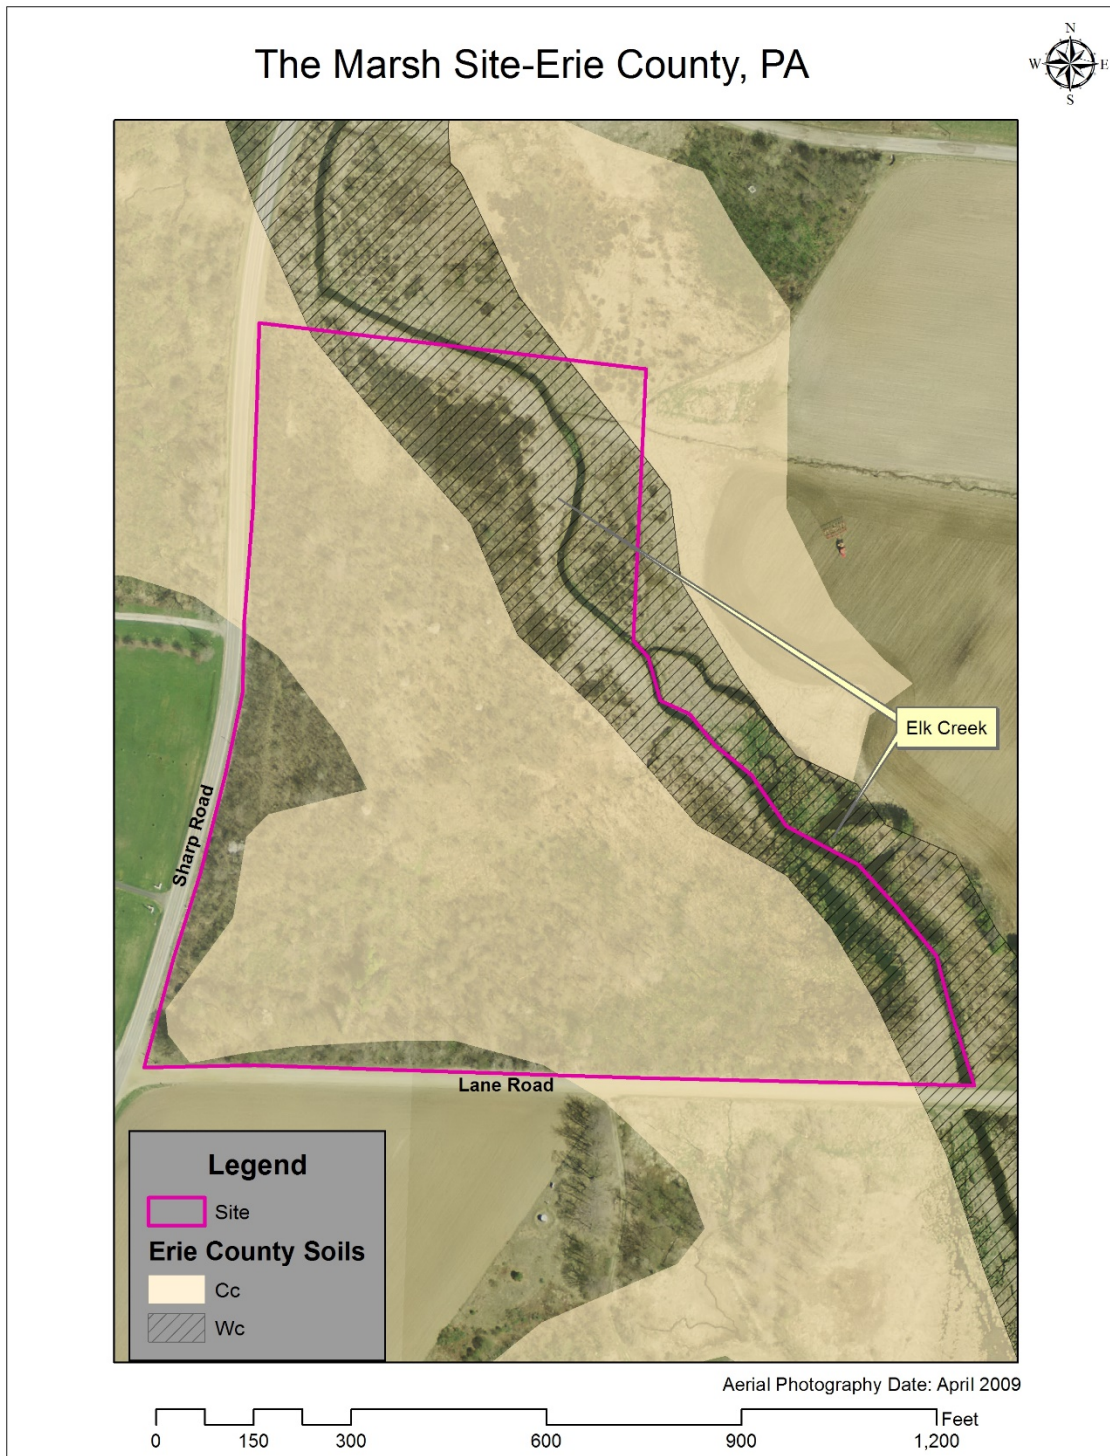 The Marsh Site-Erie County, PA
N
W E
S
Elk Creek
Sharp Road
Lane Road
Legend
Site
Erie County Soils
Cc
Wc
Aerial Photography Date: April 2009
Feet
0 150 300 600 900 1,200